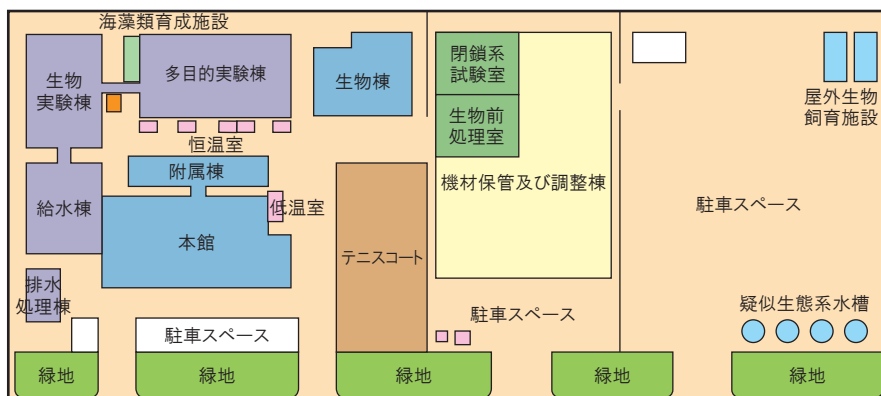 海藻類育成施設
生物
実験棟
多目的実験棟
生物棟
閉鎖系
試験室
屋外生物
飼育施設
生物前
処理室
恒温室
附属棟
機材保管及び調整棟
給水棟
低温室
駐車スペース
本館
テニスコート
排水
処理棟
駐車スペース
疑似生態系水槽
駐車スペース
緑地
緑地
緑地
緑地
緑地